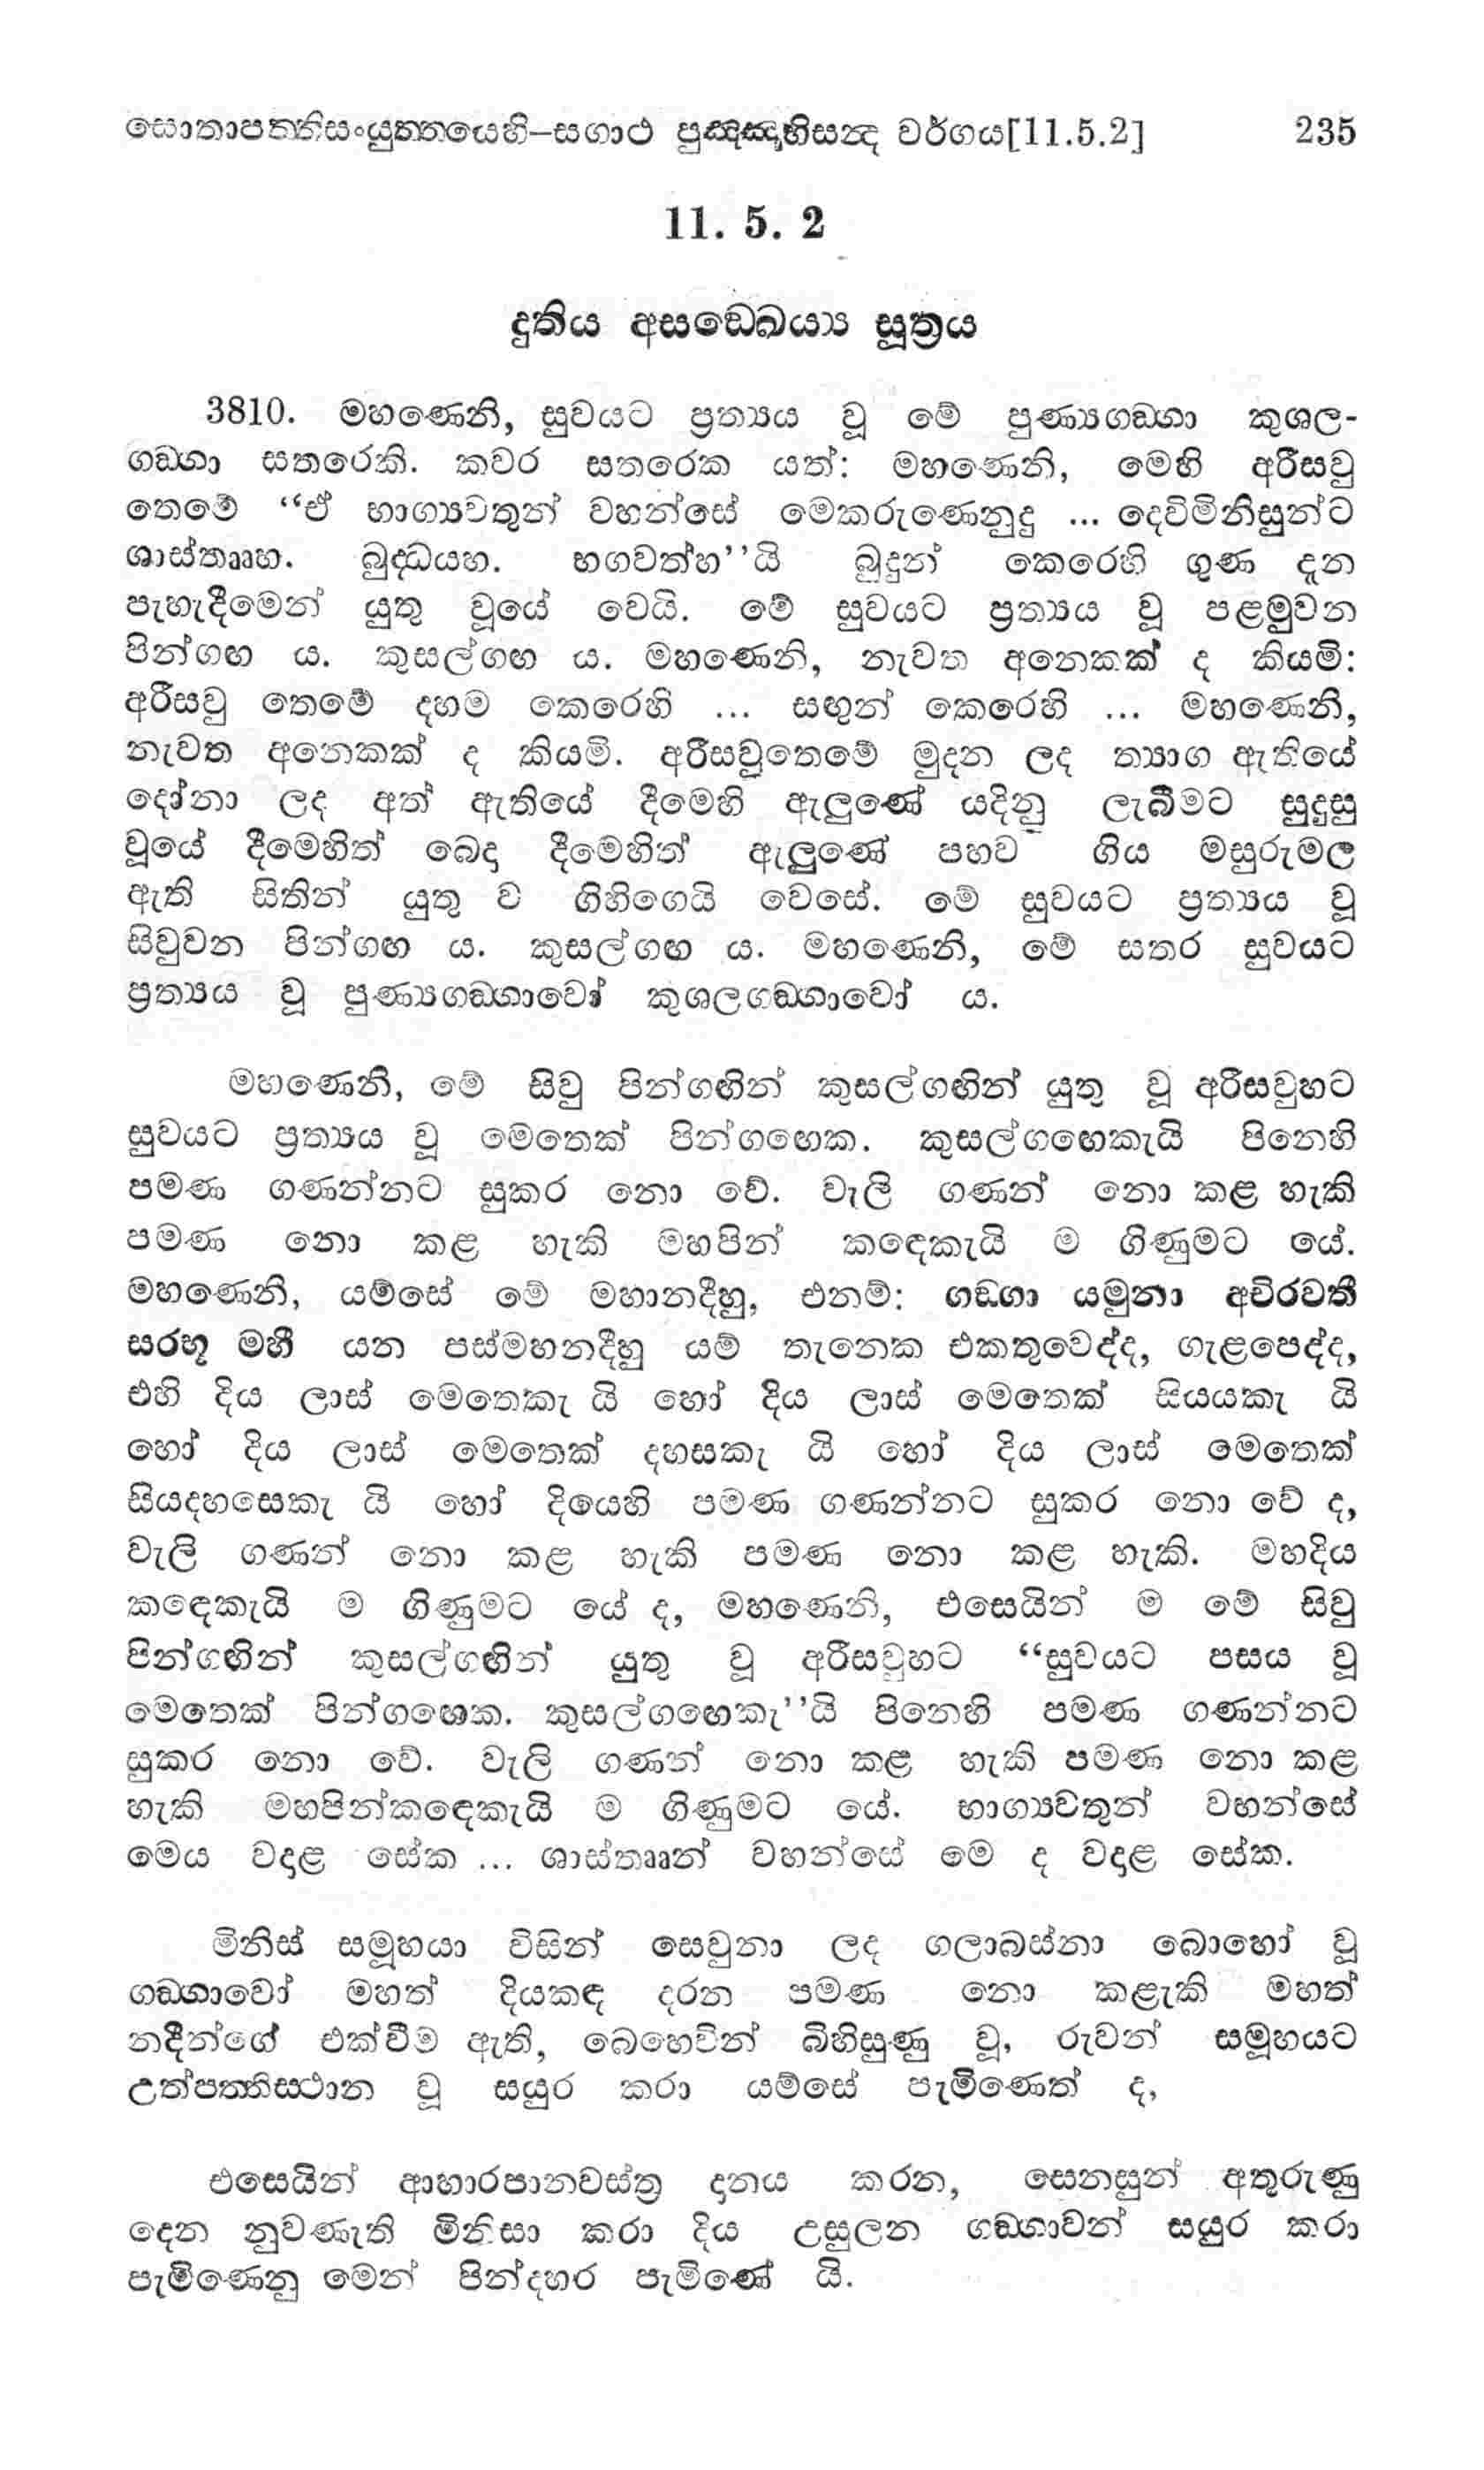 සොතාපත්තිසංයුත්තයෙහි–සගාථ පුඤ්ඤාභිසන්‍ද වර්ගය[11.5.2] 235
11. 5. 2
දුතිය අසඞ්ඛෙය්‍ය සූත්‍රය
3810. මහණෙනි, සුවයට ප්‍රත්‍යය වූ මේ පුණ්‍යගඞ්ගා කුශල-
ගඞ්ගා සතරෙකි. කවර සතරෙක යත්: මහණෙනි, මෙහි අරීසවු
තෙමේ “ඒ භාග්‍යවතුන් වහන්සේ මෙකරුණෙනුදු ... දෙව්මිනිසුන්ට
ශාස්තෲහ. බුද්ධයහ. භගවත්හ’’යි බුදුන් කෙරෙහි ගුණ දැන
පැහැදීමෙන් යුතු වූයේ වෙයි. මේ සුවයට ප්‍රත්‍යය වූ පළමුවන
පින්ගඟ ය. කුසල්ගඟ ය. මහණෙනි, නැවත අනෙකක් ද කියමි:
අරීසවු තෙමේ දහම කෙරෙහි ... සඟුන් කෙරෙහි ... මහණෙනි,
නැවත අනෙකක් ද කියමි. අරීසවුතෙමේ මුදන ලද ත්‍යාග ඇතියේ
දෝනා ලද අත් ඇතියේ දීමෙහි ඇලුණේ යදිනු ලැබීමට සුදුසු
වූයේ දීමෙහිත් බෙදා දීමෙහිත් ඇලුණේ පහව ගිය මසුරුමල
ඇති සිතින් යුතු ව ගිහිගෙයි වෙසේ. මේ සුවයට ප්‍රත්‍යය වූ
සිවුවන පින්ගඟ ය. කුසල්ගඟ ය. මහණෙනි, මේ සතර සුවයට
ප්‍රත්‍යය වූ පුණ්‍යගඞ්ගාවෝ කුශලගඞ්ගාවෝ ය.
මහණෙනි, මේ සිවු පින්ගඟින් කුසල්ගඟින් යුතු වූ අරීසවුහට
සුවයට ප්‍රත්‍යය වූ මෙතෙක් පින්ගඟෙක. කුසල්ගඟෙකැයි පිනෙහි
පමණ ගණන්නට සුකර නො වේ. වැලි ගණන් නො කළ හැකි
පමණ නො කළ හැකි මහපින් කඳෙකැයි ම ගිණුමට යේ.
මහණෙනි, යම්සේ මේ මහානදීහු, එනම්: ගඞ්ගා යමුනා අචිරවතී
සරභූ මහී යන පස්මහනදීහු යම් තැනෙක එකතුවෙද්ද, ගැළපෙද්ද,
එහි දිය ලාස් මෙතෙකැ යි හෝ දිය ලාස් මෙතෙක් සියයකැ යි
හෝ දිය ලාස් මෙතෙක් දහසකැ යි හෝ දිය ලාස් මෙතෙක්
සියදහසෙකැ යි හෝ දියෙහි පමණ ගණන්නට සුකර නො වේ ද,
වැලි ගණන් නො කළ හැකි පමණ නො කළ හැකි. මහදිය
කඳෙකැයි ම ගිණුමට යේ ද, මහණෙනි, එසෙයින් ම මේ සිවු
පින්ගඟින් කුසල්ගඟින් යුතු වූ අරීසවුහට “සුවයට පසය වූ
මෙතෙක් පින්ගඟෙක. කුසල්ගඟෙකැ’’යි පිනෙහි පමණ ගණන්නට
සුකර නො වේ. වැලි ගණන් නො කළ හැකි පමණ නො කළ
හැකි මහපින්කඳෙකැයි ම ගිණුමට යේ. භාග්‍යවතුන් වහන්සේ
මෙය වදාළ සේක ... ශාස්තෲන් වහන්සේ මෙ ද වදාළ සේක.
මිනිස් සමූහයා විසින් සෙවුනා ලද ගලාබස්නා බොහෝ වූ
ගඞ්ගාවෝ මහත් දියකඳ දරන පමණ නො කළැකි මහත්
නදීන්ගේ එක්වීම ඇති, බෙහෙවින් බිහිසුණු වූ, රුවන් සමූහයට
උත්පත්තිස්ථාන වූ සයුර කරා යම්සේ පැමිණෙත් ද,
එසෙයින් ආහාරපානවස්ත්‍ර දානය කරන, සෙනසුන් අතුරුණු
දෙන නුවණැති මිනිසා කරා දිය උසුලන ගඞ්ගාවන් සයුර කරා
පැමිණෙනු මෙන් පින්දහර පැමිණේ යි.